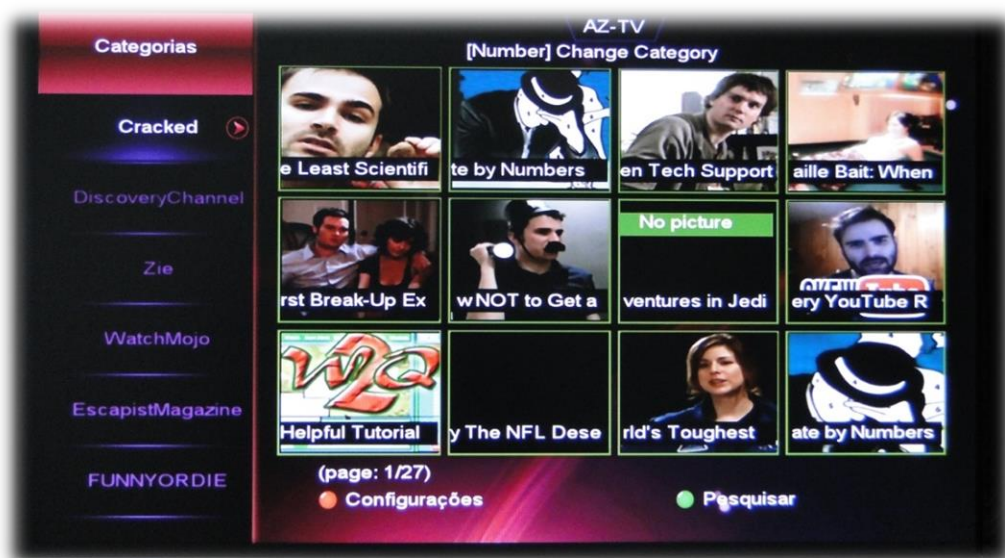 AZ-TV
Categorias
[Number] Change Category
Cracked
DiscoveryChannel
Zie
WatchMojo
EscapistMagazine
FUNNYORDIE
e Least Scientifi
te by Numbers
en Tech Support
aille Bait: When
rst Break-Up Ex
w NOT to Get a
No picture
ventures in Jedi
ery YouTube R
W2Q
Helpful Tutorial
y The NFL Dese
rld's Toughest
ate by Numbers
(page: 1/27)
Configurações
Pesquisar